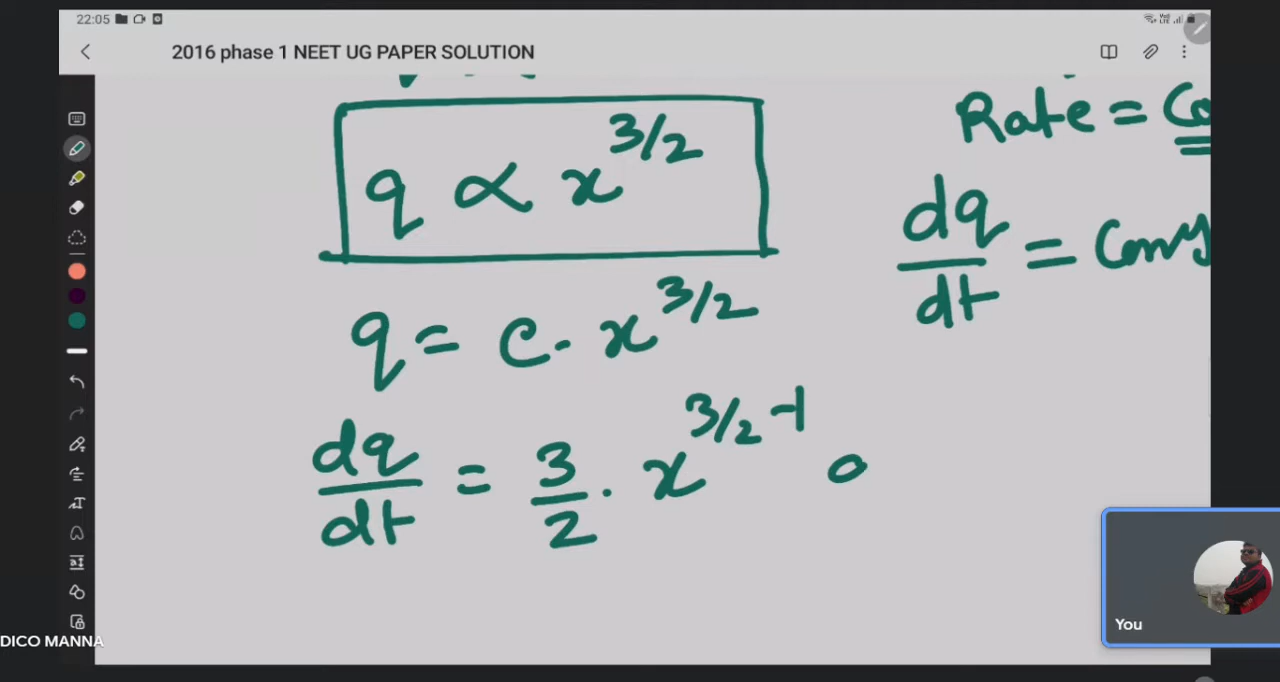 22:05
2016 phase 1 NEET UG PAPER SOLUTION
Rate =
q ∝ x^3/2
dq/dt =
q = c. x^3/2
dq/dt = 3/2 . x^3/2 -1
You
DICO MANNA